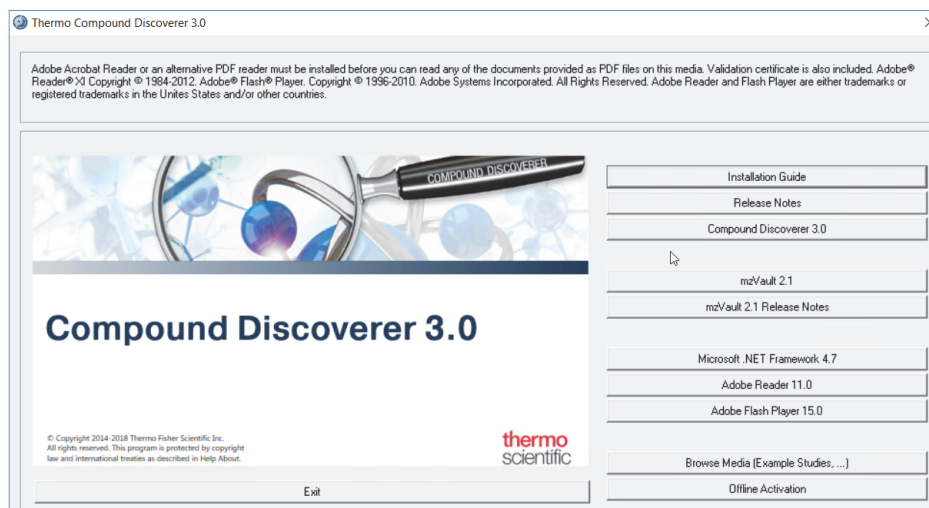 Thermo Compound Discoverer 3.0
Adobe Acrobat Reader or an alternative PDF reader must be installed before you can read any of the documents provided as PDF files on this media. Validation certificate is also included. Adobe®
Reader® XI Copyright © 1984-2012. Adobe® Flash® Player. Copyright © 1996-2010. Adobe Systems Incorporated. All Rights Reserved. Adobe Reader and Flash Player are either trademarks or
registered trademarks in the Unites States and/or other countries.
COMPOUND DISCOVERER
Installation Guide
Release Notes
Compound Discoverer 3.0
mzVault 2.1
mzVault 2.1 Release Notes
Compound Discoverer 3.0
Microsoft .NET Framework 4.7
Adobe Reader 11.0
Adobe Flash Player 15.0
© Copyright 2014-2018 Thermo Fisher Scientific Inc.
All rights reserved. This program is protected by copyright
law and international treaties as described in Help About.
thermo
scientific
Browse Media (Example Studies, ...)
Exit
Offline Activation